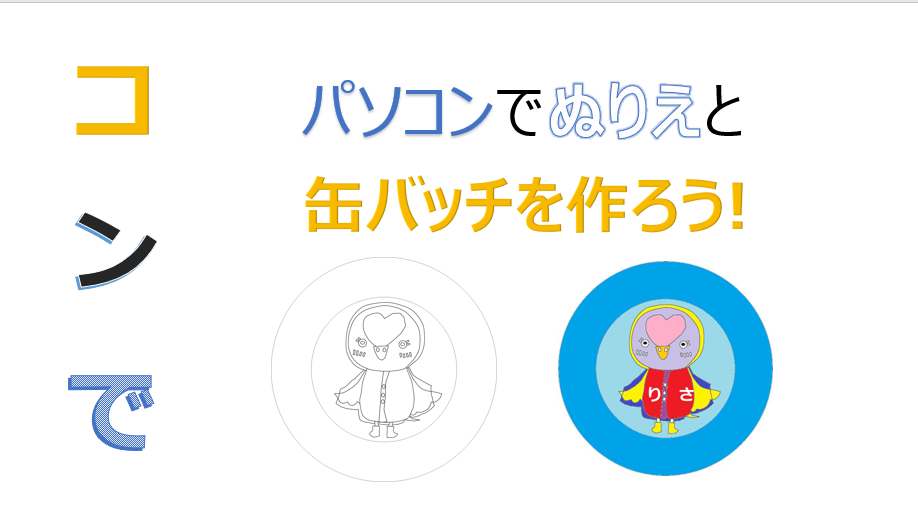 コ
ン
で
パソコンでぬりえと
缶バッチを作ろう!
りさ